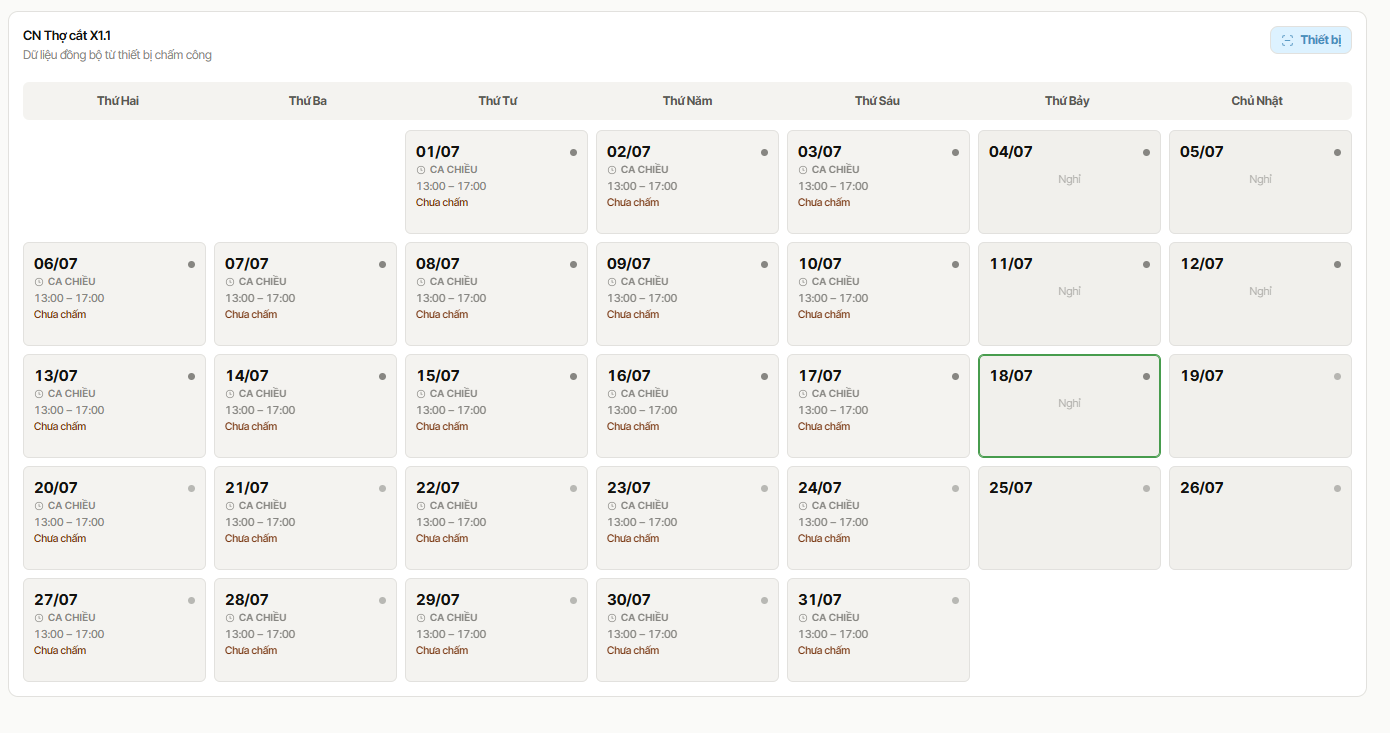 CN Thợ cắt X1.1
Dữ liệu đồng bộ từ thiết bị chấm công
Thiết bị
Thứ Hai Thứ Ba Thứ Tư Thứ Năm Thứ Sáu Thứ Bảy Chủ Nhật
01/07 02/07 03/07 04/07 05/07
CA CHIỀU CA CHIỀU CA CHIỀU Nghỉ Nghỉ
13:00 – 17:00 13:00 – 17:00 13:00 – 17:00
Chưa chấm Chưa chấm Chưa chấm
06/07 07/07 08/07 09/07 10/07 11/07 12/07
CA CHIỀU CA CHIỀU CA CHIỀU CA CHIỀU CA CHIỀU Nghỉ Nghỉ
13:00 – 17:00 13:00 – 17:00 13:00 – 17:00 13:00 – 17:00 13:00 – 17:00
Chưa chấm Chưa chấm Chưa chấm Chưa chấm Chưa chấm
13/07 14/07 15/07 16/07 17/07 18/07 19/07
CA CHIỀU CA CHIỀU CA CHIỀU CA CHIỀU CA CHIỀU Nghỉ
13:00 – 17:00 13:00 – 17:00 13:00 – 17:00 13:00 – 17:00 13:00 – 17:00
Chưa chấm Chưa chấm Chưa chấm Chưa chấm Chưa chấm
20/07 21/07 22/07 23/07 24/07 25/07 26/07
CA CHIỀU CA CHIỀU CA CHIỀU CA CHIỀU CA CHIỀU
13:00 – 17:00 13:00 – 17:00 13:00 – 17:00 13:00 – 17:00 13:00 – 17:00
Chưa chấm Chưa chấm Chưa chấm Chưa chấm Chưa chấm
27/07 28/07 29/07 30/07 31/07
CA CHIỀU CA CHIỀU CA CHIỀU CA CHIỀU CA CHIỀU
13:00 – 17:00 13:00 – 17:00 13:00 – 17:00 13:00 – 17:00 13:00 – 17:00
Chưa chấm Chưa chấm Chưa chấm Chưa chấm Chưa chấm